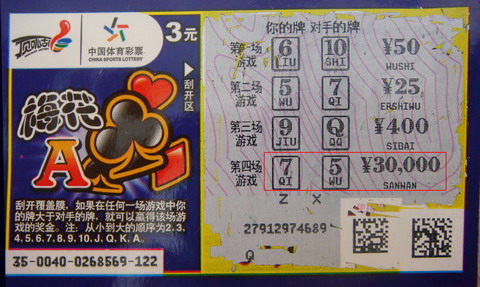 顶呱刮
中国体育彩票
CHINA SPORTS LOTTERY
3元
刮开区
梅花
A
刮开覆盖膜,如果在任何一场游戏中你
的牌大于对手的牌,就可以赢得该场游
戏的奖金。注:从小到大的顺序为2、3、
4、5、6、7、8、9、10、J、Q、K、A。
35-0040-0268569-122
你的牌 对手的牌
第一场游戏 6 LIU 10 SHI ¥50 WUSHI
第二场游戏 5 WU 7 QI ¥25 ERSHIWU
第三场游戏 9 JIU Q QQ ¥400 SIBAI
第四场游戏 7 QI 5 WU ¥30,000 SANWAN
Z X
27912974689
Q